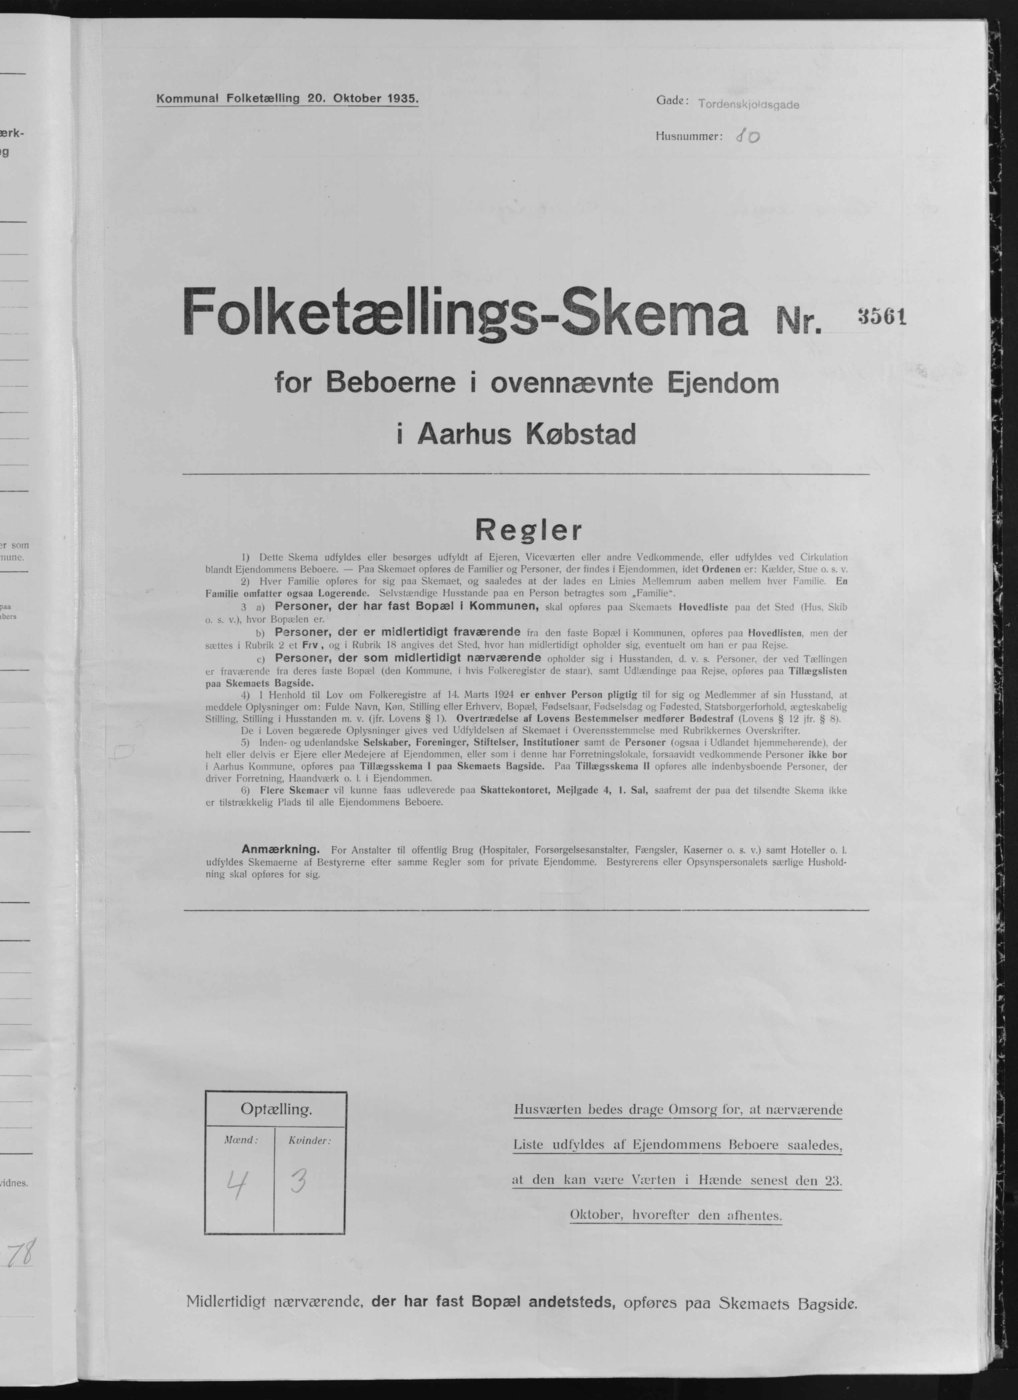 Kommunal Folketælling 20. Oktober 1935.
Gade: Tordenskjoldsgade
Husnummer: 80
Folketællings-Skema Nr. 3561
for Beboerne i ovennævnte Ejendom
i Aarhus Købstad
Regler
1) Dette Skema udfyldes eller besørges udfyldt af Ejeren, Viceværten eller andre Vedkommende, eller udfyldes ved Cirkulation
blandt Ejendommens Beboere. — Paa Skemaet opføres de Familier og Personer, der findes i Ejendommen, idet Ordenen er: Kælder, Stue o. s. v.
2) Hver Familie opføres for sig paa Skemaet, og saaledes at der lades en Linies Mellemrum aaben mellem hver Familie. En
Familie omfatter ogsaa Logerende. Selvstændige Husstande paa en Person betragtes som „Familie“.
3 a) Personer, der har fast Bopæl i Kommunen, skal opføres paa Skemaets Hovedliste paa det Sted (Hus, Skib
o. s. v.), hvor Bopælen er.
b) Personer, der er midlertidigt fraværende fra den faste Bopæl i Kommunen, opføres paa Hovedlisten, men der
sættes i Rubrik 2 et Frv, og i Rubrik 18 angives det Sted, hvor han midlertidigt opholder sig, eventuelt om han er paa Rejse.
c) Personer, der som midlertidigt nærværende opholder sig i Husstanden, d. v. s. Personer, der ved Tællingen
er fraværende fra deres faste Bopæl (den Kommune, i hvis Folkeregister de staar), samt Udlændinge paa Rejse, opføres paa Tillægslisten
paa Skemaets Bagside.
4) I Henhold til Lov om Folkeregistre af 14. Marts 1924 er enhver Person pligtig til for sig og Medlemmer af sin Husstand, at
meddele Oplysninger om: Fulde Navn, Køn, Stilling eller Erhverv, Bopæl, Fødselsaar, Fødselsdag og Fødested, Statsborgerforhold, ægteskabelig
Stilling, Stilling i Husstanden m. v. (jfr. Lovens § 1). Overtrædelse af Lovens Bestemmelser medfører Bødestraf (Lovens § 12 jfr. § 8).
De i Loven begærede Oplysninger gives ved Udfyldelsen af Skemaet i Overensstemmelse med Rubrikkernes Overskrifter.
5) Inden- og udenlandske Selskaber, Foreninger, Stiftelser, Institutioner samt de Personer (ogsaa i Udlandet hjemmehørende), der
helt eller delvis er Ejere eller Medejere af Ejendommen, eller som i denne har Forretningslokale, forsaavidt vedkommende Personer ikke bor
i Aarhus Kommune, opføres paa Tillægsskema I paa Skemaets Bagside. Paa Tillægsskema II opføres alle indenbysboende Personer, der
driver Forretning, Haandværk o. l. i Ejendommen.
6) Flere Skemaer vil kunne faas udleverede paa Skattekontoret, Mejlgade 4, 1. Sal, saafremt der paa det tilsendte Skema ikke
er tilstrækkelig Plads til alle Ejendommens Beboere.
Anmærkning. For Anstalter til offentlig Brug (Hospitaler, Forsørgelsesanstalter, Fængsler, Kaserner o. s. v.) samt Hoteller o. l.
udfyldes Skemaerne af Bestyrerne efter samme Regler som for private Ejendomme. Bestyrerens eller Opsynspersonalets særlige Hushold-
ning skal opføres for sig.
Optælling.
Mænd: Kvinder:
4 3
Husværten bedes drage Omsorg for, at nærværende
Liste udfyldes af Ejendommens Beboere saaledes,
at den kan være Værten i Hænde senest den 23.
Oktober, hvorefter den afhentes.
Midlertidigt nærværende, der har fast Bopæl andetsteds, opføres paa Skemaets Bagside.
78